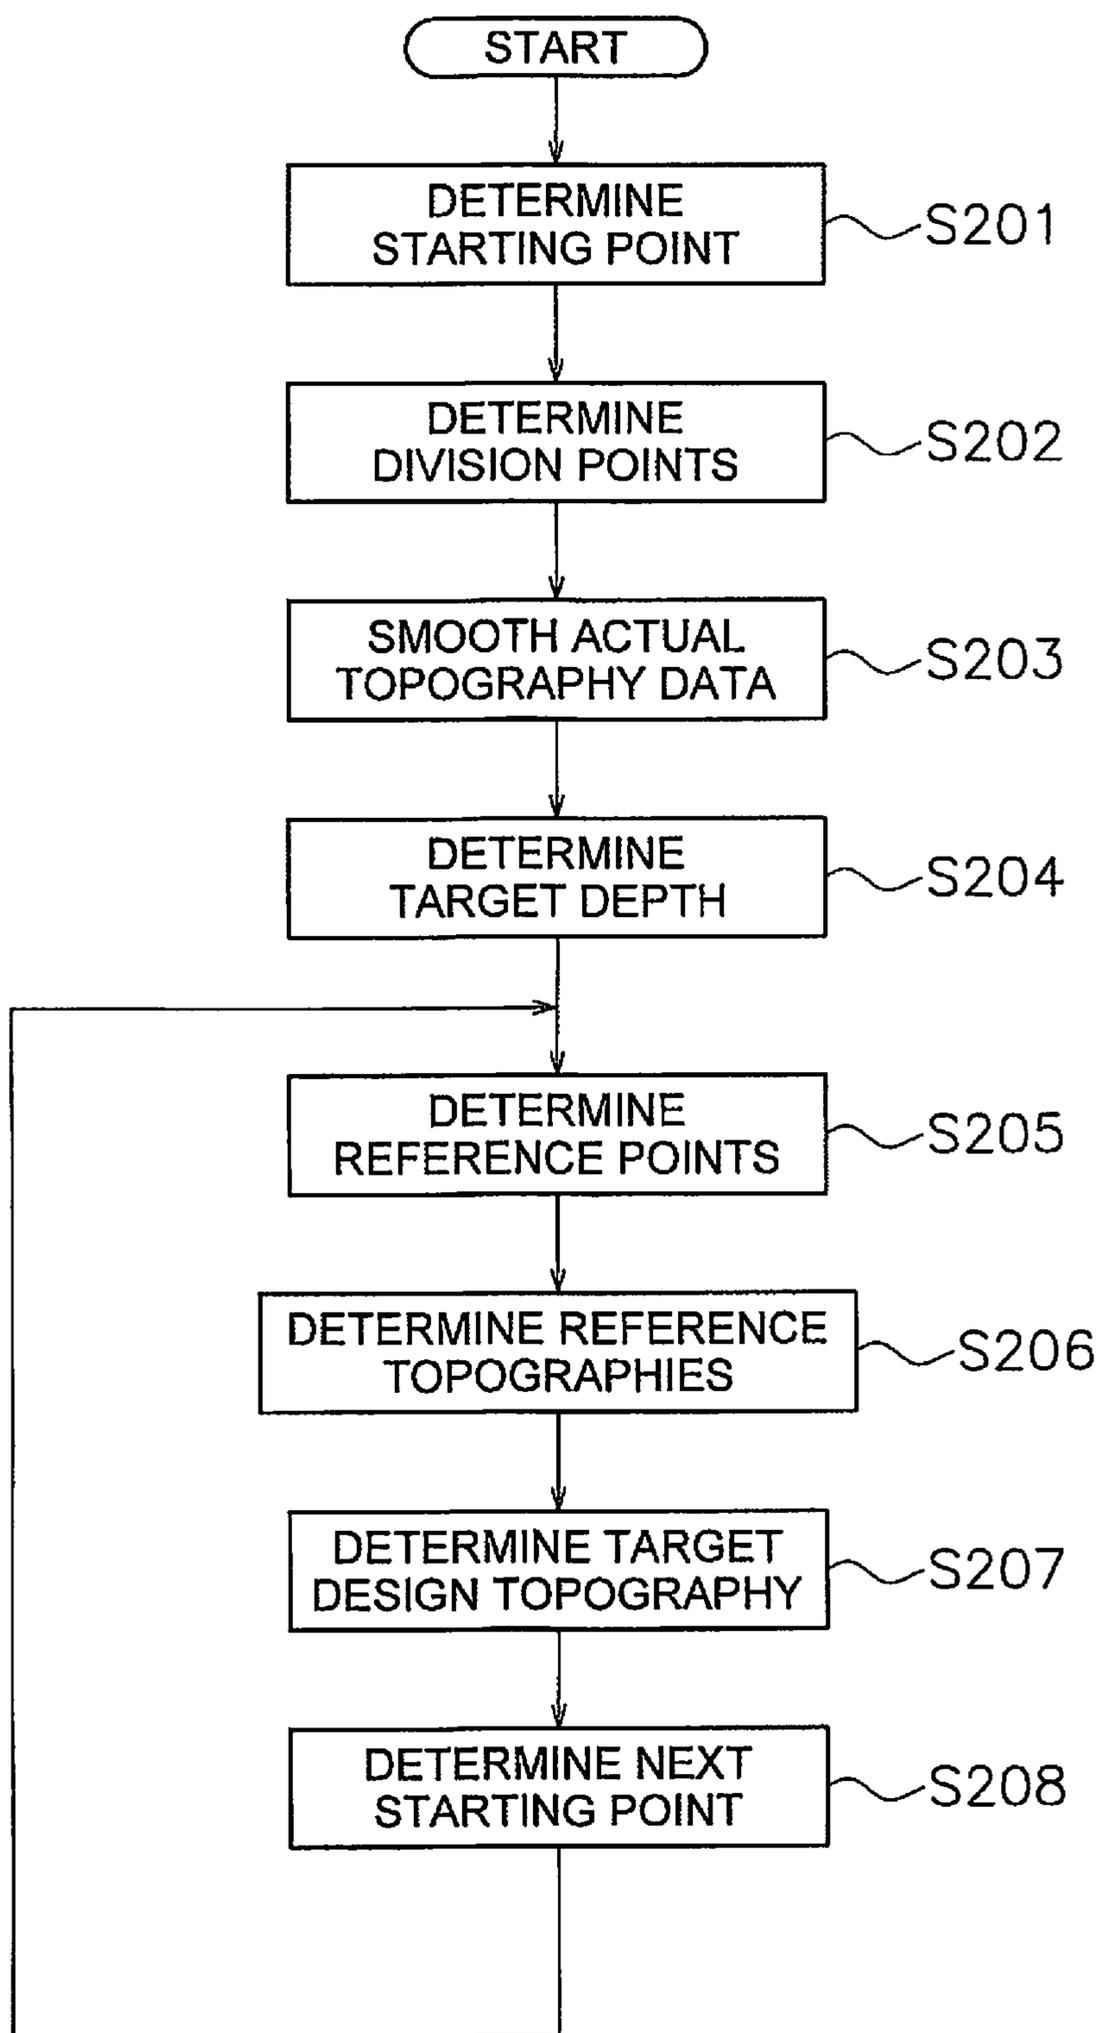 START
DETERMINE
STARTING POINT
S201
DETERMINE
DIVISION POINTS
S202
SMOOTH ACTUAL
TOPOGRAPHY DATA
S203
DETERMINE
TARGET DEPTH
S204
DETERMINE
REFERENCE POINTS
S205
DETERMINE REFERENCE
TOPOGRAPHIES
S206
DETERMINE TARGET
DESIGN TOPOGRAPHY
S207
DETERMINE NEXT
STARTING POINT
S208